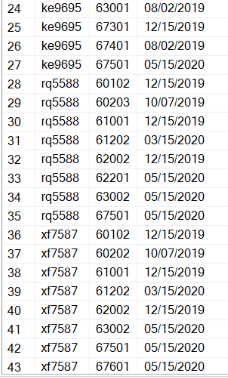 24 ke9695 63001 08/02/2019
25 ke9695 67301 12/15/2019
26 ke9695 67401 08/02/2019
27 ke9695 67501 05/15/2020
28 rq5588 60102 12/15/2019
29 rq5588 60203 10/07/2019
30 rq5588 61001 12/15/2019
31 rq5588 61202 03/15/2020
32 rq5588 62002 12/15/2019
33 rq5588 62201 05/15/2020
34 rq5588 63002 05/15/2020
35 rq5588 67501 05/15/2020
36 xf7587 60102 12/15/2019
37 xf7587 60202 10/07/2019
38 xf7587 61001 12/15/2019
39 xf7587 61202 03/15/2020
40 xf7587 62002 12/15/2019
41 xf7587 63002 05/15/2020
42 xf7587 67501 05/15/2020
43 xf7587 67601 05/15/2020